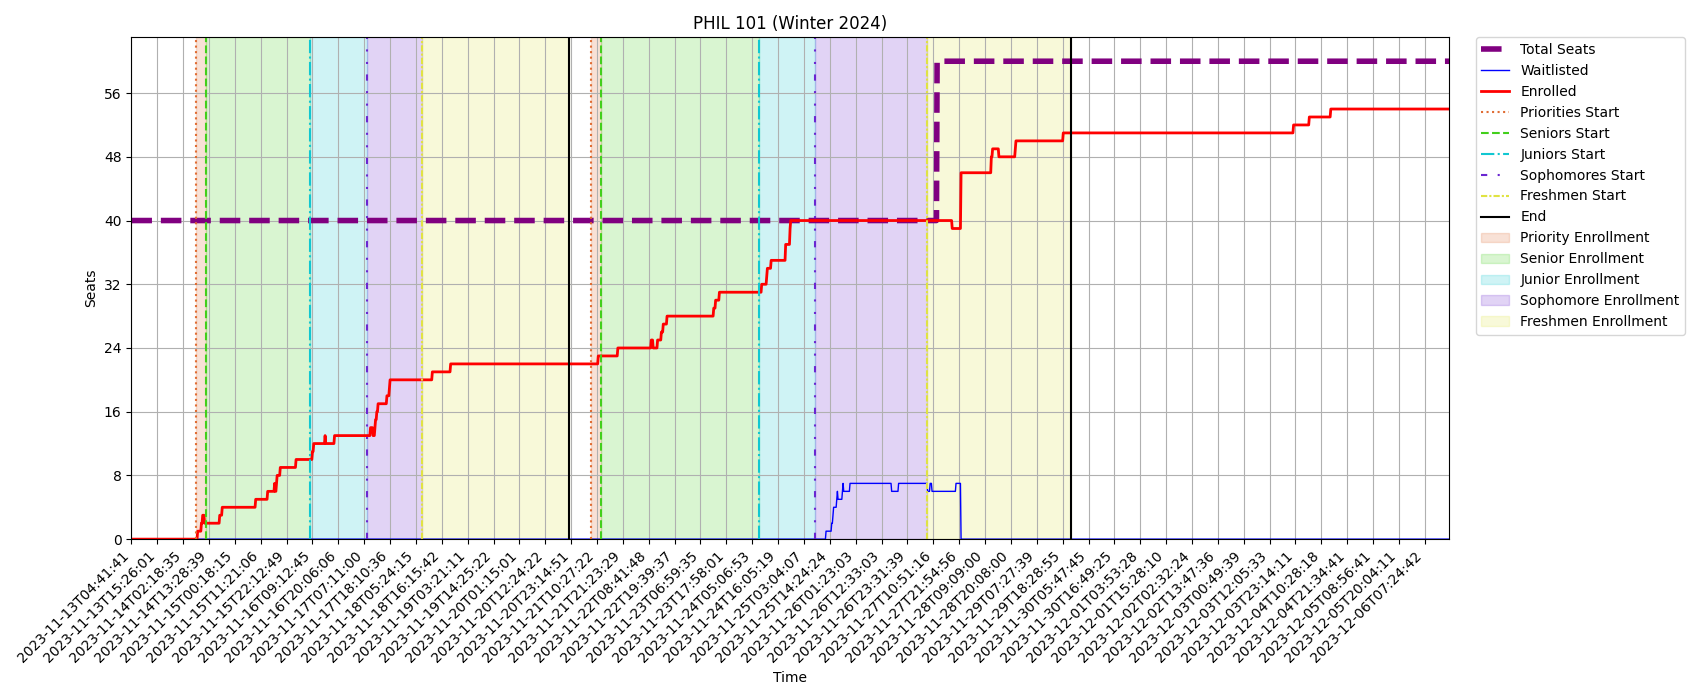 PHIL 101 (Winter 2024)
Seats
56
48
40
32
24
16
8
0
2023-11-13T04:41:41
2023-11-13T15:26:01
2023-11-14T02:18:35
2023-11-14T13:28:39
2023-11-15T00:18:15
2023-11-15T11:21:06
2023-11-15T22:12:49
2023-11-16T09:12:45
2023-11-16T20:06:06
2023-11-17T07:11:00
2023-11-17T18:10:36
2023-11-18T05:24:15
2023-11-18T16:15:42
2023-11-19T03:21:11
2023-11-19T14:25:22
2023-11-20T01:15:01
2023-11-20T12:24:22
2023-11-20T23:14:51
2023-11-21T10:27:22
2023-11-21T21:23:29
2023-11-22T08:41:48
2023-11-22T19:39:37
2023-11-23T06:59:35
2023-11-23T17:58:01
2023-11-24T05:06:53
2023-11-24T16:05:19
2023-11-25T03:04:07
2023-11-25T14:24:24
2023-11-26T01:23:03
2023-11-26T12:33:03
2023-11-26T23:31:39
2023-11-27T10:51:16
2023-11-27T21:54:56
2023-11-28T09:09:00
2023-11-28T20:08:00
2023-11-29T07:27:39
2023-11-29T18:28:55
2023-11-30T05:47:45
2023-11-30T16:49:25
2023-12-01T03:53:28
2023-12-01T15:28:10
2023-12-02T02:32:24
2023-12-02T13:47:36
2023-12-03T00:49:39
2023-12-03T12:05:33
2023-12-03T23:14:11
2023-12-04T10:28:18
2023-12-04T21:34:41
2023-12-05T08:56:41
2023-12-05T20:04:11
2023-12-06T07:24:42
Time
Total Seats
Waitlisted
Enrolled
Priorities Start
Seniors Start
Juniors Start
Sophomores Start
Freshmen Start
End
Priority Enrollment
Senior Enrollment
Junior Enrollment
Sophomore Enrollment
Freshmen Enrollment